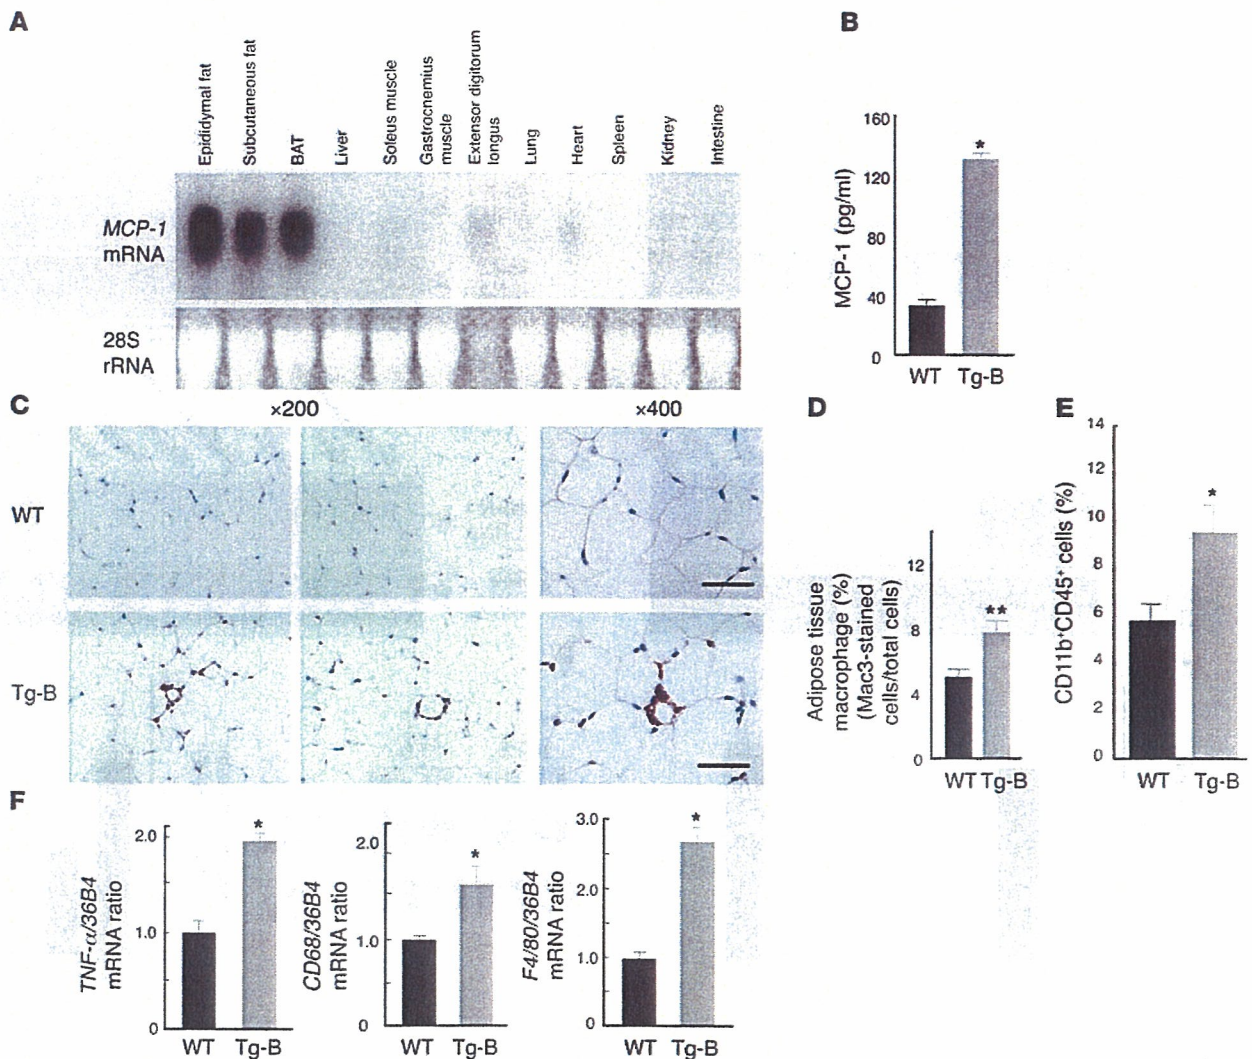 A
Epididymal fat
Subcutaneous fat
BAT
Liver
Soleus muscle
Gastrocnemius
muscle
Extensor digitorum
longus
Lung
Heart
Spleen
Kidney
Intestine
MCP-1
mRNA
28S
rRNA
B
MCP-1 (pg/ml)
160
120
80
40
0
*
WT Tg-B
C
×200 ×400
WT
Tg-B
D
Adipose tissue
macrophage (%)
(Mac3-stained
cells/total cells)
12
8
4
0
**
WT Tg-B
E
CD11b⁺CD45⁺ cells (%)
14
12
10
8
6
4
2
0
*
WT Tg-B
F
TNF-α/36B4
mRNA ratio
2.0
1.0
0
*
WT Tg-B
CD68/36B4
mRNA ratio
2.0
1.0
0
*
WT Tg-B
F4/80/36B4
mRNA ratio
3.0
2.0
1.0
0
*
WT Tg-B